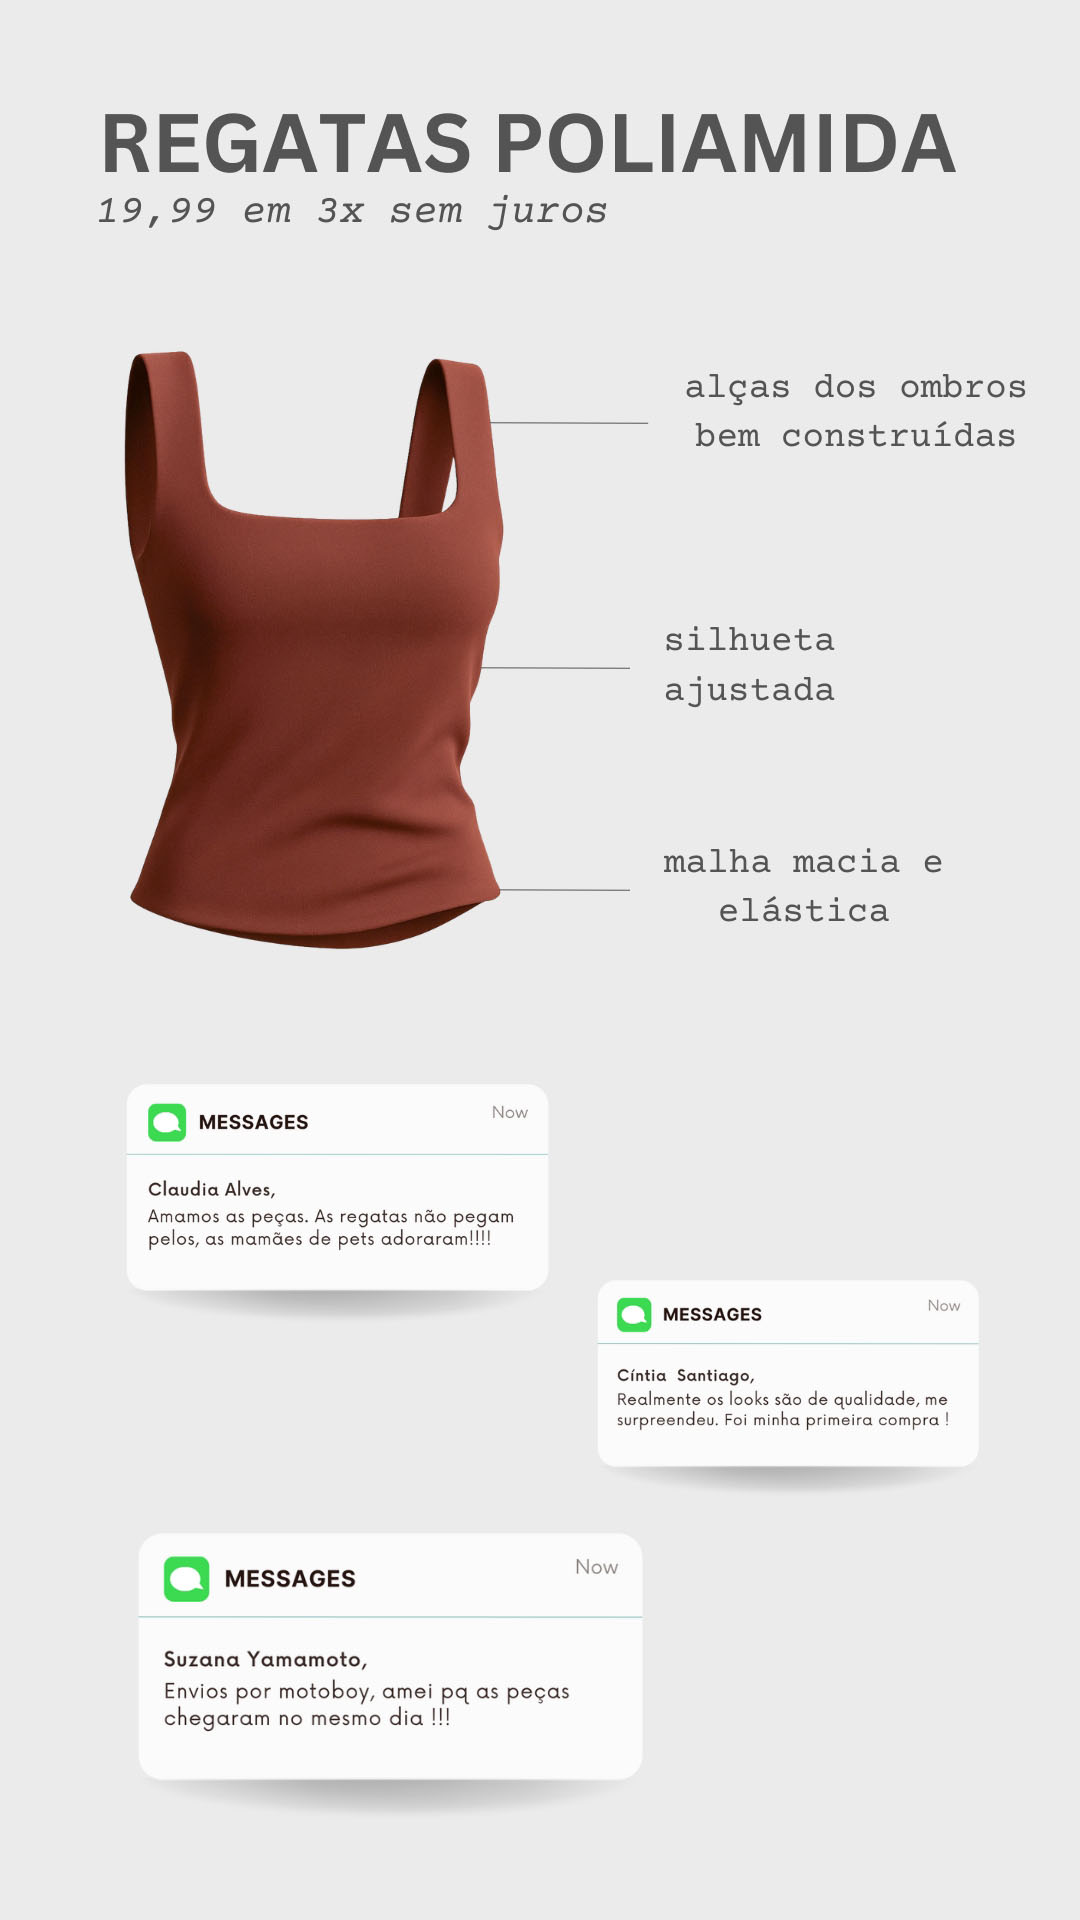 REGATAS POLIAMIDA
19,99 em 3x sem juros
alças dos ombros
bem construídas
silhueta
ajustada
malha macia e
elástica
MESSAGES
Now
Claudia Alves,
Amamos as peças. As regatas não pegam
pelos, as mamães de pets adoraram!!!!
MESSAGES
Now
Cíntia  Santiago,
Realmente os looks são de qualidade, me
surpreendeu. Foi minha primeira compra !
MESSAGES
Now
Suzana Yamamoto,
Envios por motoboy, amei pq as peças
chegaram no mesmo dia !!!